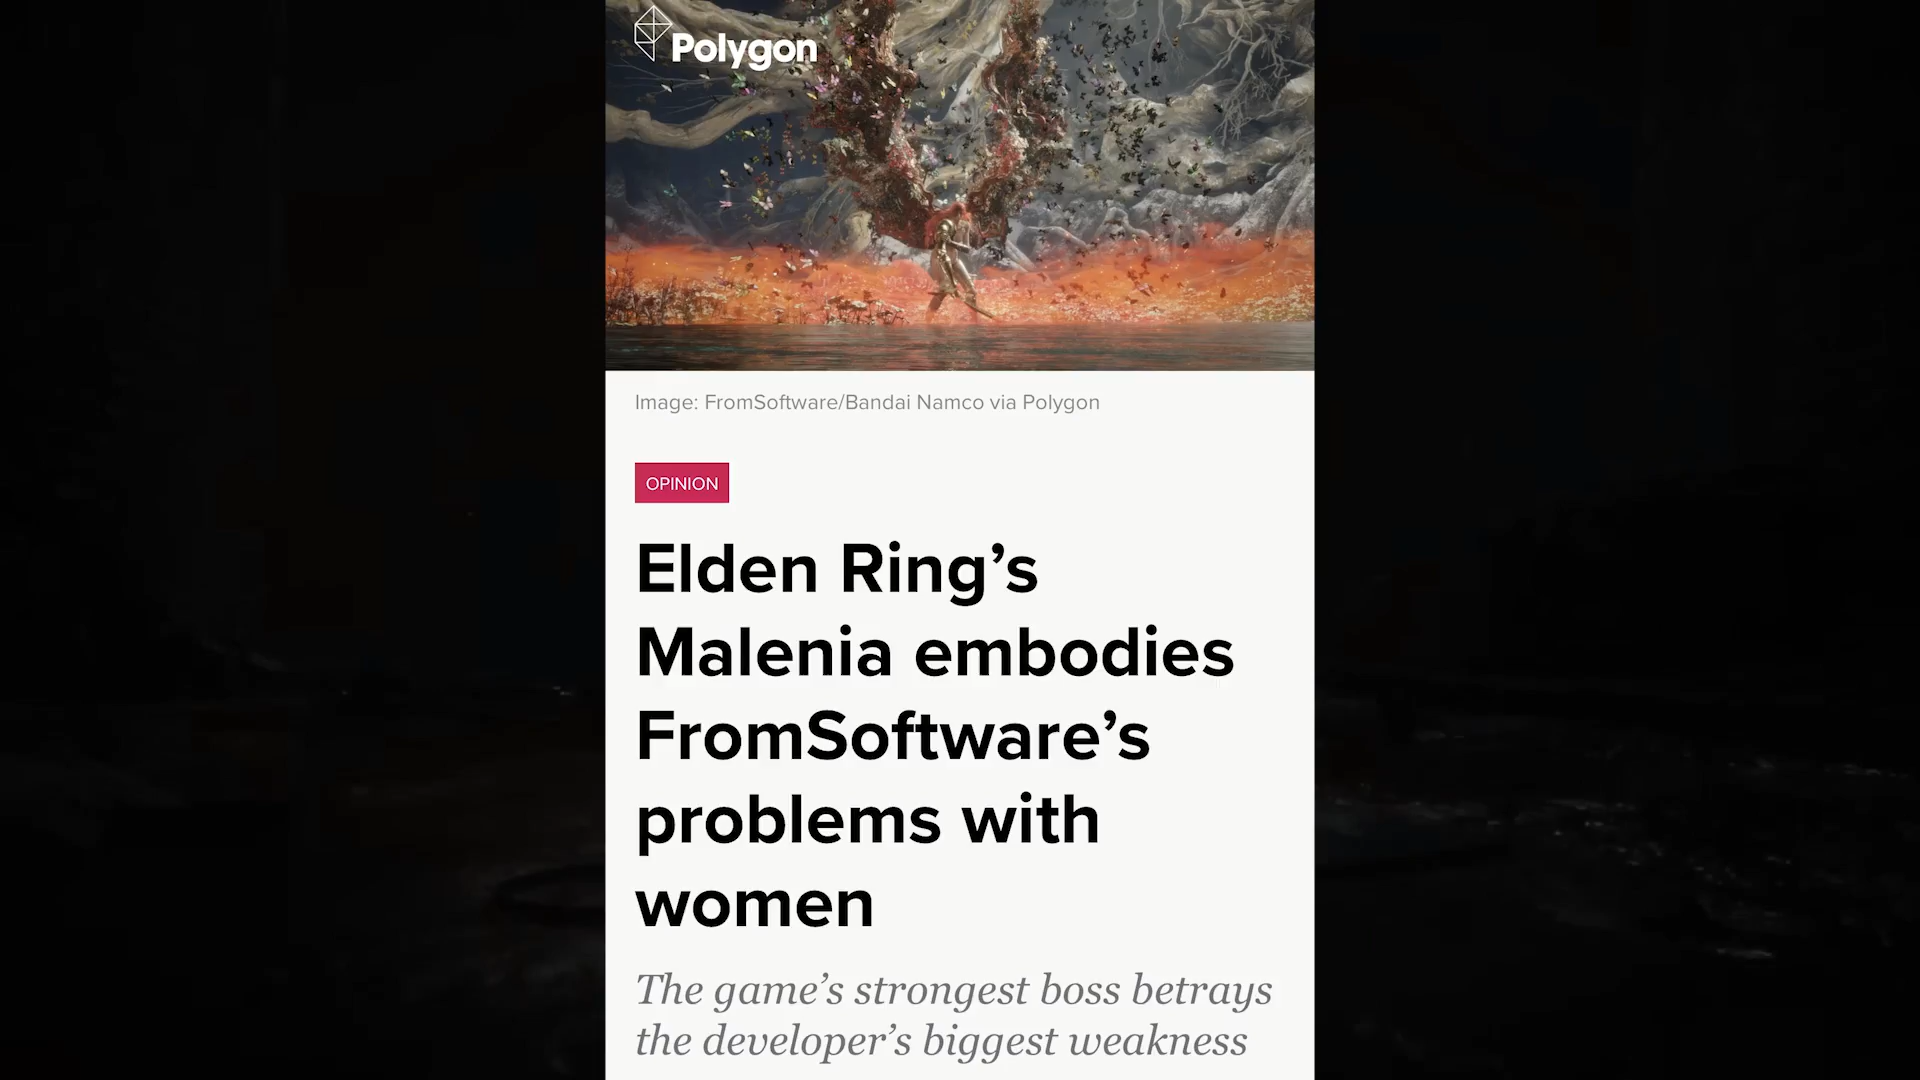 Polygon
Image: FromSoftware/Bandai Namco via Polygon
OPINION
Elden Ring’s
Malenia embodies
FromSoftware’s
problems with
women
The game’s strongest boss betrays
the developer’s biggest weakness